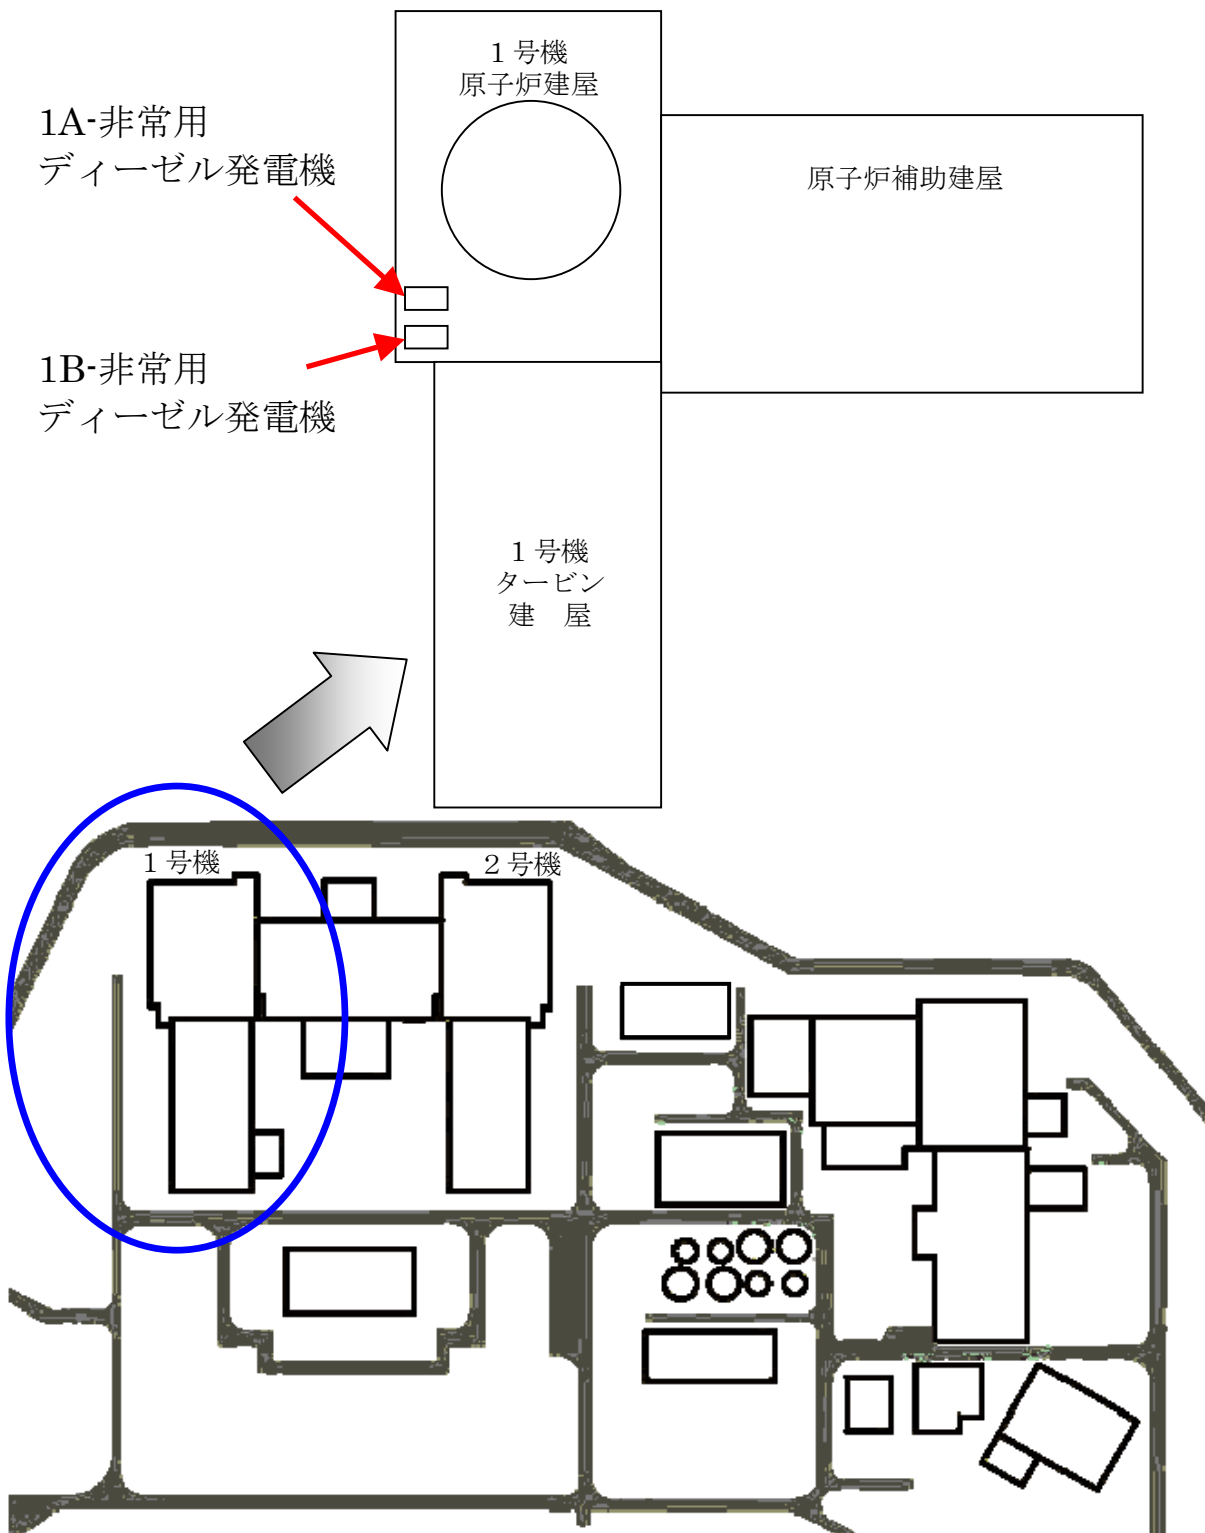 １号機
原子炉建屋
1A-非常用
ディーゼル発電機
原子炉補助建屋
1B-非常用
ディーゼル発電機
１号機
タービン
建　屋
１号機
２号機